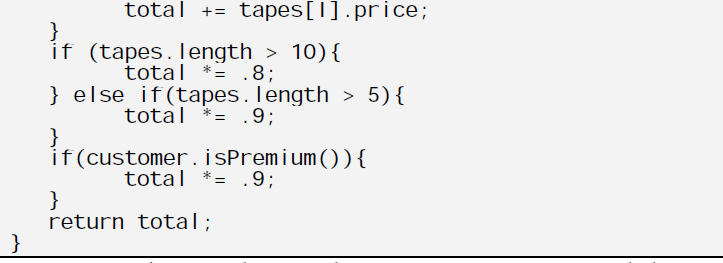 total += tapes[I].price;
}
if (tapes.length > 10){
total *= .8;
} else if(tapes.length > 5){
total *= .9;
}
if(customer.isPremium()){
total *= .9;
}
return total;
}